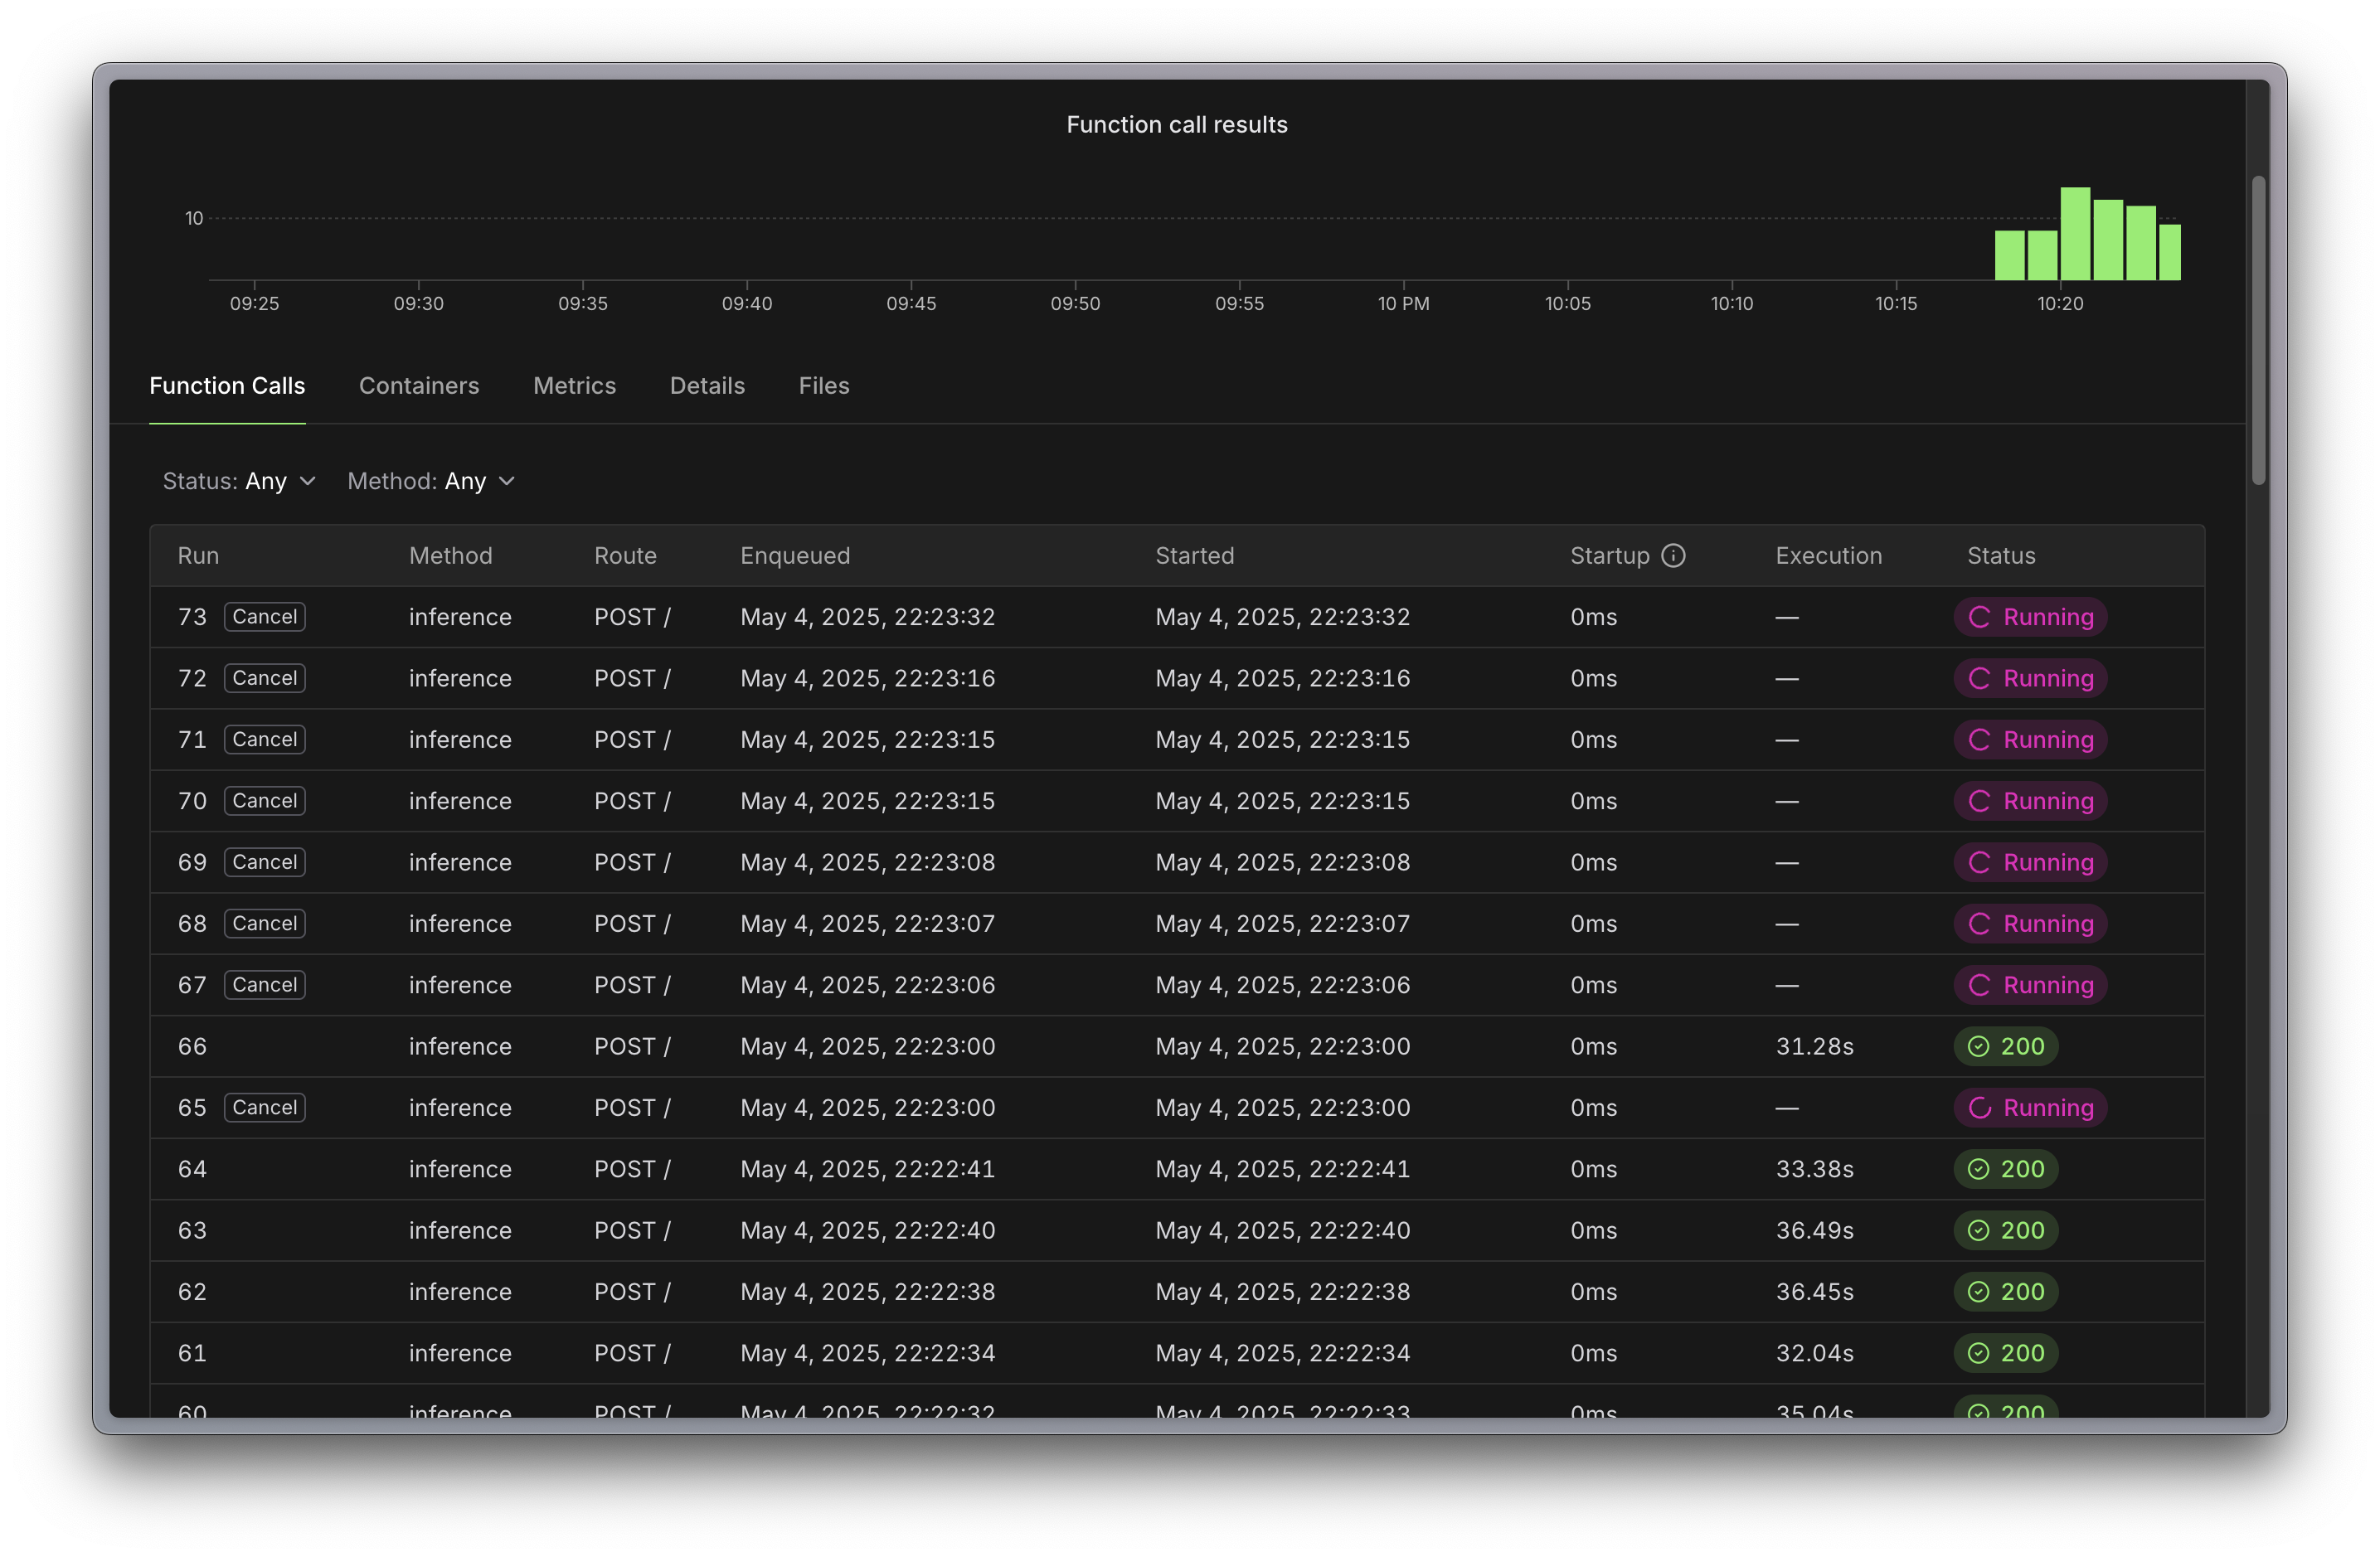 Function call results
10
09:25 09:30 09:35 09:40 09:45 09:50 09:55 10 PM 10:05 10:10 10:15 10:20
Function Calls Containers Metrics Details Files
Status: Any Method: Any
Run Method Route Enqueued Started Startup Execution Status
73 Cancel inference POST / May 4, 2025, 22:23:32 May 4, 2025, 22:23:32 0ms — Running
72 Cancel inference POST / May 4, 2025, 22:23:16 May 4, 2025, 22:23:16 0ms — Running
71 Cancel inference POST / May 4, 2025, 22:23:15 May 4, 2025, 22:23:15 0ms — Running
70 Cancel inference POST / May 4, 2025, 22:23:15 May 4, 2025, 22:23:15 0ms — Running
69 Cancel inference POST / May 4, 2025, 22:23:08 May 4, 2025, 22:23:08 0ms — Running
68 Cancel inference POST / May 4, 2025, 22:23:07 May 4, 2025, 22:23:07 0ms — Running
67 Cancel inference POST / May 4, 2025, 22:23:06 May 4, 2025, 22:23:06 0ms — Running
66 inference POST / May 4, 2025, 22:23:00 May 4, 2025, 22:23:00 0ms 31.28s 200
65 Cancel inference POST / May 4, 2025, 22:23:00 May 4, 2025, 22:23:00 0ms — Running
64 inference POST / May 4, 2025, 22:22:41 May 4, 2025, 22:22:41 0ms 33.38s 200
63 inference POST / May 4, 2025, 22:22:40 May 4, 2025, 22:22:40 0ms 36.49s 200
62 inference POST / May 4, 2025, 22:22:38 May 4, 2025, 22:22:38 0ms 36.45s 200
61 inference POST / May 4, 2025, 22:22:34 May 4, 2025, 22:22:34 0ms 32.04s 200
60 inference POST / May 4, 2025, 22:22:32 May 4, 2025, 22:22:33 0ms 35.04s 200